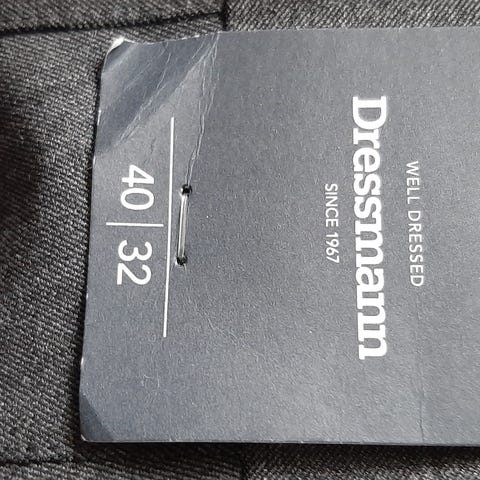 WELL DRESSED
Dressmann
SINCE 1967
40 | 32